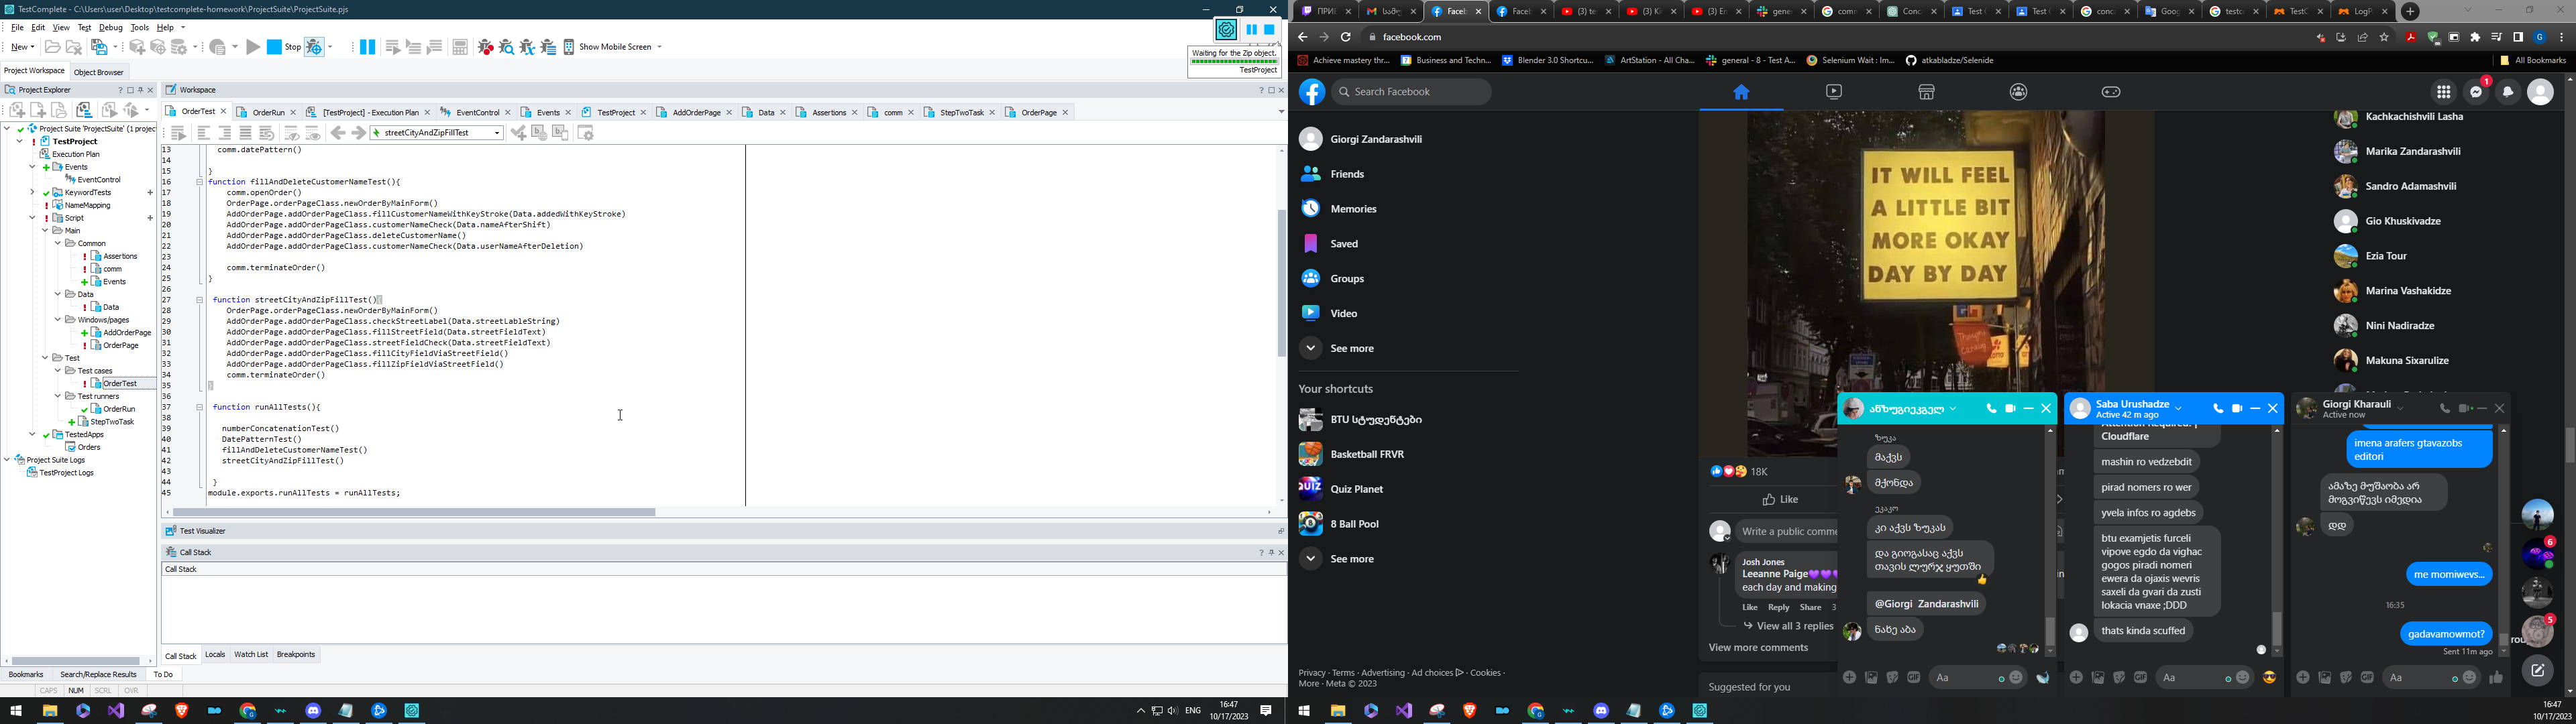 TestComplete - C:\Users\user\Desktop\testcomplete-homework\ProjectSuite\ProjectSuite.pjs
File Edit View Test Debug Tools Help
New
Stop
Show Mobile Screen
Waiting for the Zip object.
TestProject
Project Workspace Object Browser
Project Explorer
Project Suite 'ProjectSuite' (1 projec
TestProject
Execution Plan
Events
EventControl
KeywordTests
NameMapping
Script
Main
Common
Assertions
comm
Events
Data
Data
Windows/pages
AddOrderPage
OrderPage
Test
Test cases
OrderTest
Test runners
OrderRun
StepTwoTask
TestedApps
Orders
Project Suite Logs
TestProject Logs
Workspace
OrderTest OrderRun [TestProject] - Execution Plan EventControl Events TestProject AddOrderPage Data Assertions comm StepTwoTask OrderPage
streetCityAndZipFillTest
13 comm.datePattern()
14
15 }
16 function fillAndDeleteCustomerNameTest(){
17 comm.openOrder()
18 OrderPage.orderPageClass.newOrderByMainForm()
19 AddOrderPage.addOrderPageClass.fillCustomerNameWithKeyStroke(Data.addedWithKeyStroke)
20 AddOrderPage.addOrderPageClass.customerNameCheck(Data.nameAfterShift)
21 AddOrderPage.addOrderPageClass.deleteCustomerName()
22 AddOrderPage.addOrderPageClass.customerNameCheck(Data.userNameAfterDeletion)
23
24 comm.terminateOrder()
25 }
26
27 function streetCityAndZipFillTest(){
28 OrderPage.orderPageClass.newOrderByMainForm()
29 AddOrderPage.addOrderPageClass.checkStreetLabel(Data.streetLableString)
30 AddOrderPage.addOrderPageClass.fillStreetField(Data.streetFieldText)
31 AddOrderPage.addOrderPageClass.streetFieldCheck(Data.streetFieldText)
32 AddOrderPage.addOrderPageClass.fillCityFieldViaStreetField()
33 AddOrderPage.addOrderPageClass.fillZipFieldViaStreetField()
34 comm.terminateOrder()
35 }
36
37 function runAllTests(){
38
39 numberConcatenationTest()
40 DatePatternTest()
41 fillAndDeleteCustomerNameTest()
42 streetCityAndZipFillTest()
43
44 }
45 module.exports.runAllTests = runAllTests;
Test Visualizer
Call Stack
Call Stack
Call Stack Locals Watch List Breakpoints
Bookmarks Search/Replace Results To Do
CAPS NUM SCRL OVR
ENG
16:47
10/17/2023
facebook.com
Achieve mastery thr... Business and Techn... Blender 3.0 Shortcu... ArtStation - All Cha... general - 8 - Test A... Selenium Wait : Im... atkabladze/Selenide
All Bookmarks
Search Facebook
1
Giorgi Zandarashvili
Friends
Memories
Saved
Groups
Video
See more
Your shortcuts
BTU სტუდენტები
Basketball FRVR
Quiz Planet
8 Ball Pool
See more
Privacy · Terms · Advertising · Ad choices · Cookies ·
More · Meta © 2023
IT WILL FEEL
A LITTLE BIT
MORE OKAY
DAY BY DAY
18K
Like
Write a public comme
Josh Jones
Leeanne Paige
each day and making
Like Reply Share 3
View all 3 replies
View more comments
Suggested for you
Kachkachishvili Lasha
Marika Zandarashvili
Sandro Adamashvili
Gio Khuskivadze
Ezia Tour
Marina Vashakidze
Nini Nadiradze
Makuna Sixarulize
ზუკა
მაქვს
მქონდა
ეკაკო
კი აქვს ზუკას
და გიოგასაც აქვს
თავის ლურჯ ყუთში
@Giorgi Zandarashvili
ნახე აბა
Aa
Saba Urushadze
Active 42 m ago
Cloudflare
mashin ro vedzebdit
pirad nomers ro wer
yvela infos ro agdebs
btu examjetis furceli
vipove egdo da vighac
gogos piradi nomeri
ewera da ojaxis wevris
saxeli da gvari da zusti
lokacia vnaxe ;DDD
thats kinda scuffed
Aa
Giorgi Kharauli
Active now
imena arafers gtavazobs
editori
ამაზე მუშაობა არ
მოგვიწევს იმედია
დდ
me momiwevs...
16:35
gadavamowmot?
Sent 11m ago
Aa
6
5
16:47
10/17/2023